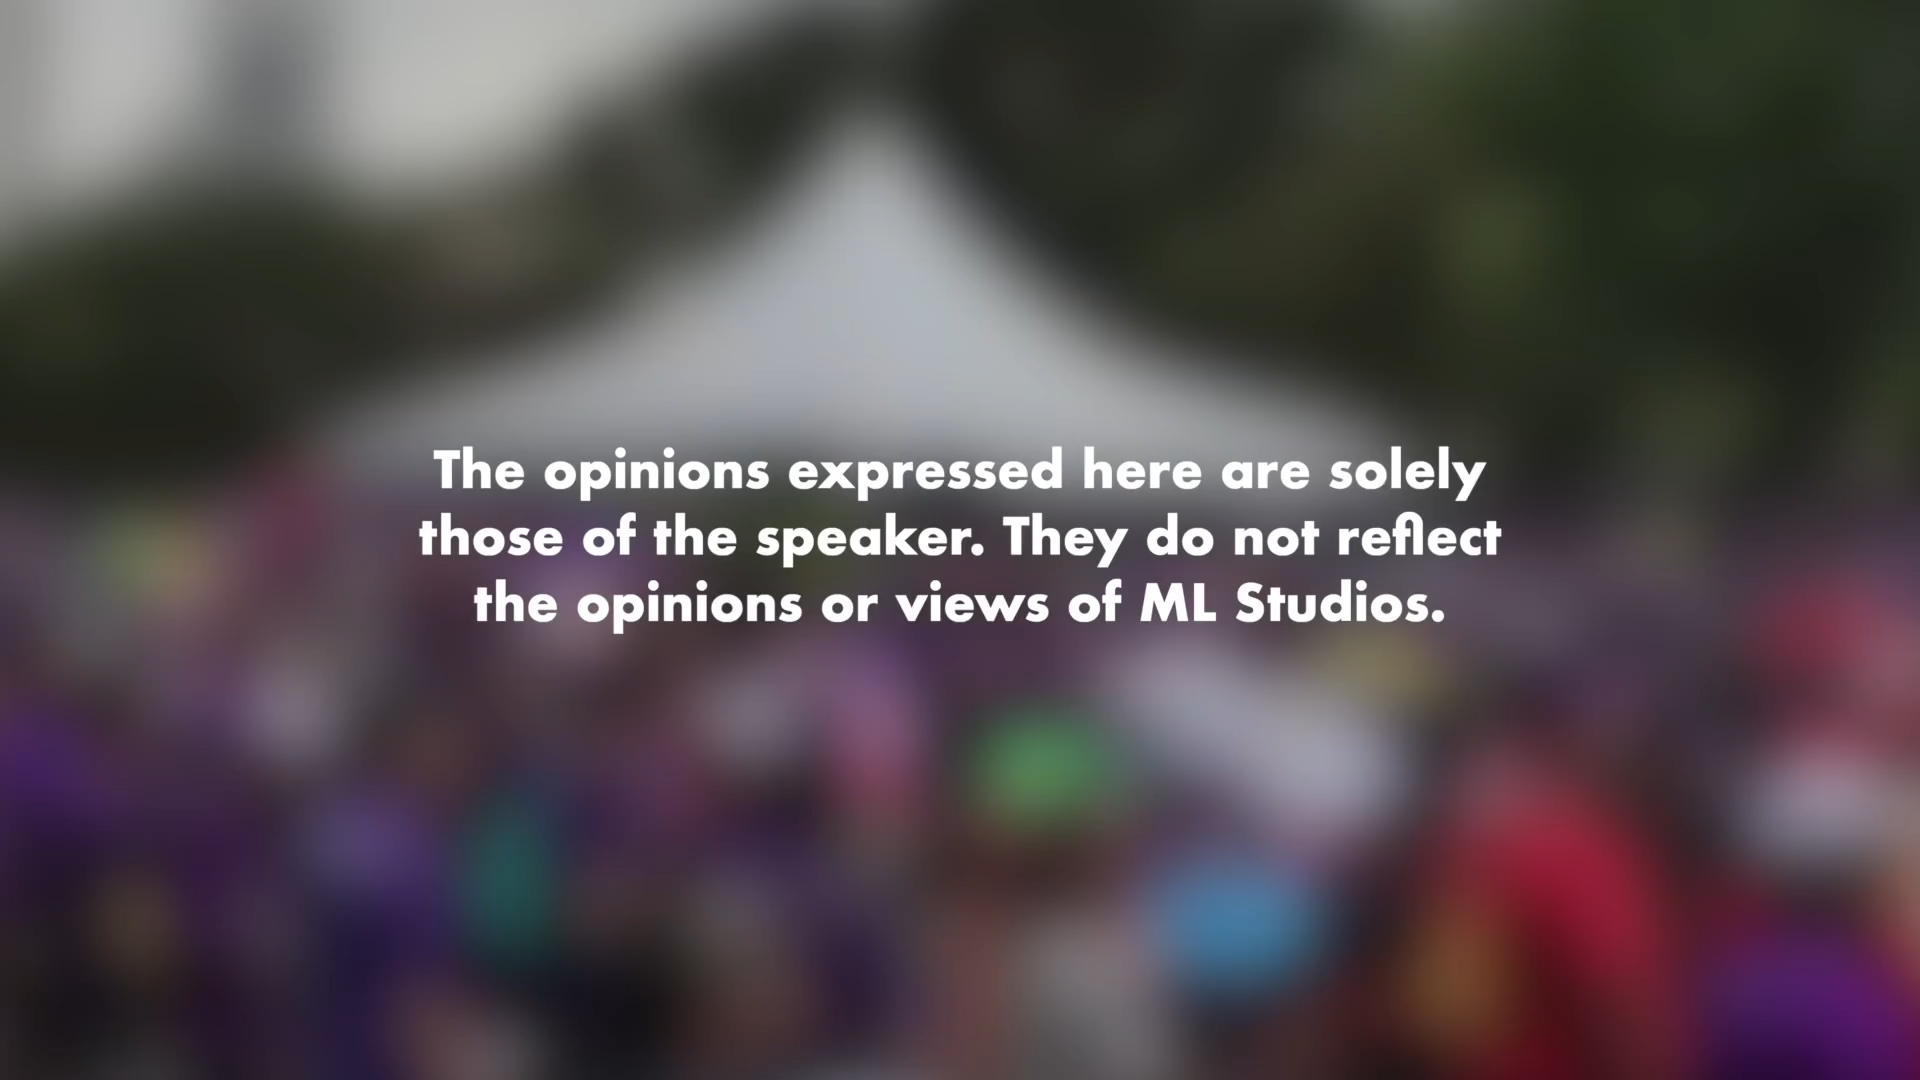 The opinions expressed here are solely
those of the speaker. They do not reflect
the opinions or views of ML Studios.